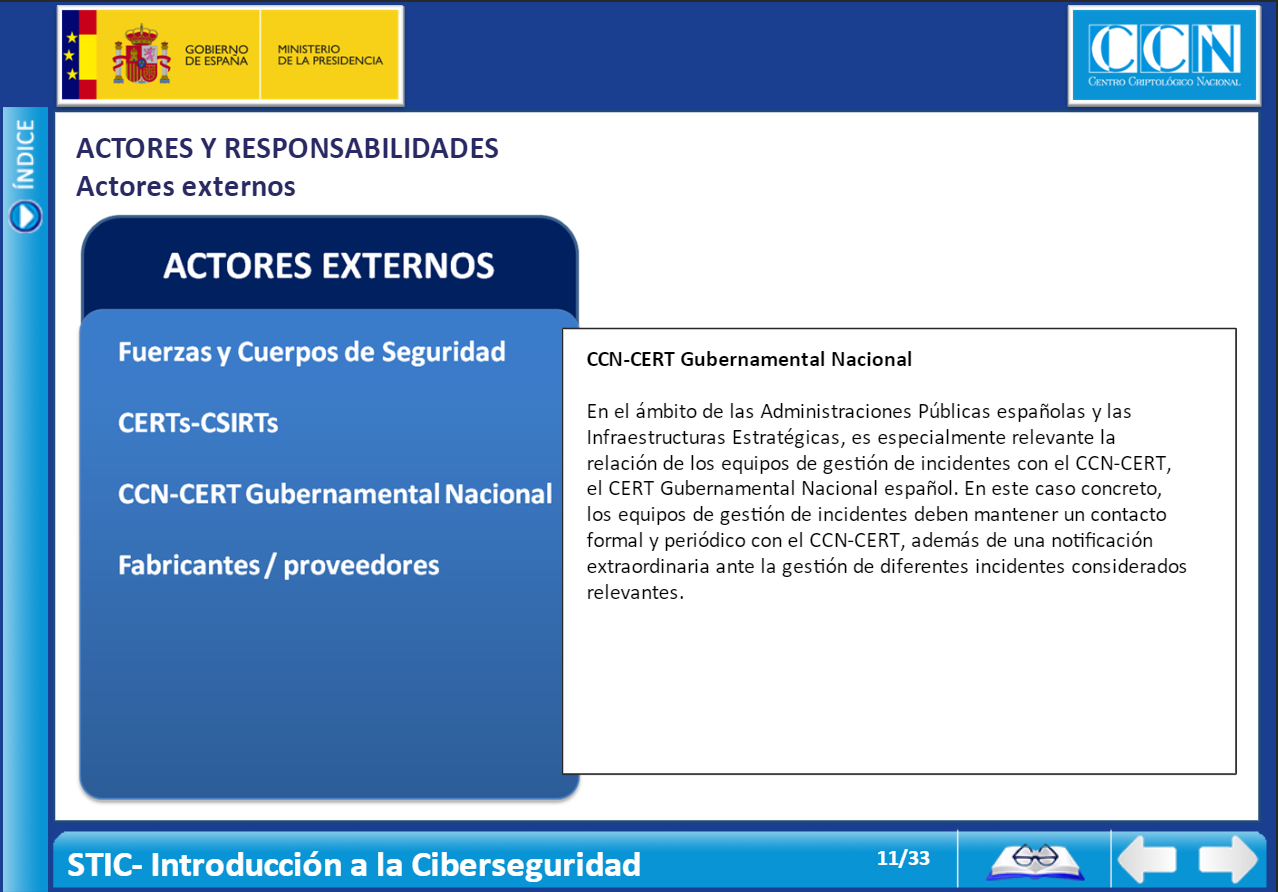 GOBIERNO
DE ESPAÑA
MINISTERIO
DE LA PRESIDENCIA
CCN
CENTRO CRIPTOLÓGICO NACIONAL
ÍNDICE
ACTORES Y RESPONSABILIDADES
Actores externos
ACTORES EXTERNOS
Fuerzas y Cuerpos de Seguridad
CERTs-CSIRTs
CCN-CERT Gubernamental Nacional
Fabricantes / proveedores
CCN-CERT Gubernamental Nacional
En el ámbito de las Administraciones Públicas españolas y las
Infraestructuras Estratégicas, es especialmente relevante la
relación de los equipos de gestión de incidentes con el CCN-CERT,
el CERT Gubernamental Nacional español. En este caso concreto,
los equipos de gestión de incidentes deben mantener un contacto
formal y periódico con el CCN-CERT, además de una notificación
extraordinaria ante la gestión de diferentes incidentes considerados
relevantes.
STIC- Introducción a la Ciberseguridad
11/33